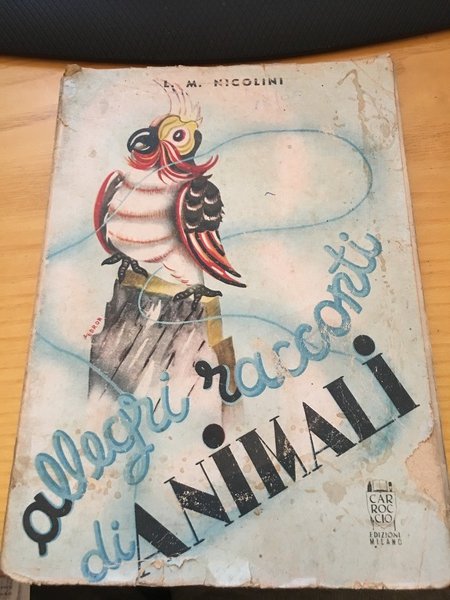 L. M. NICOLINI
allegri racconti
di ANIMALI
CAR
ROC
CIO
EDIZIONI
MILANO